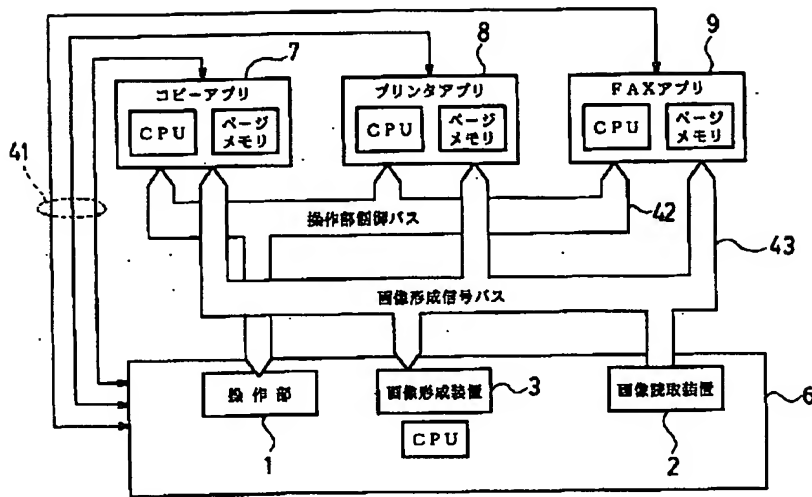 7
8
9
コピーアプリ
CPU
ページ
メモリ
プリンタアプリ
CPU
ページ
メモリ
FAXアプリ
CPU
ページ
メモリ
41
操作部制御バス
42
43
画像形成信号バス
操作部
1
画像形成装置
3
CPU
画像読取装置
2
6